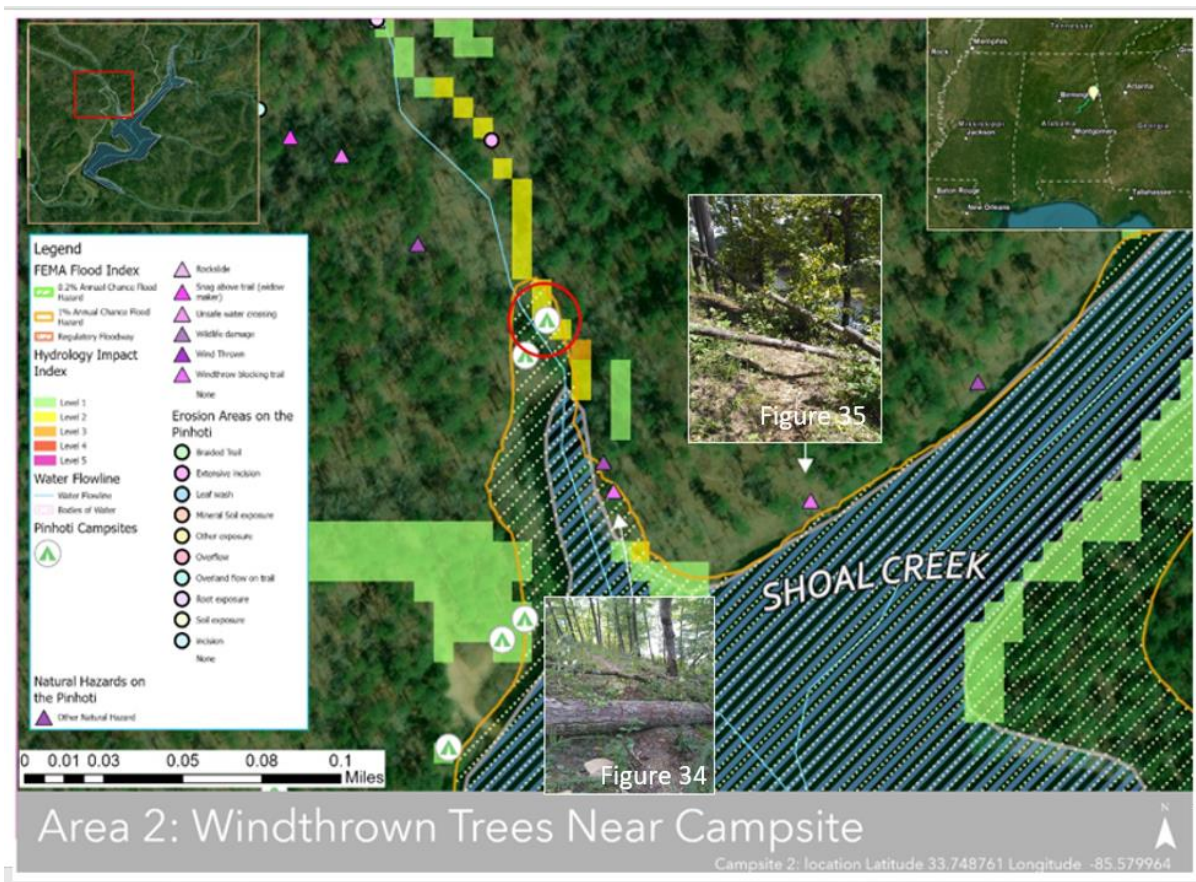 Tennessee
Memphis
Rock
Atlanta
Mississippi
Jackson
Alabama
Montgomery
Georgia
Baton Rouge
New Orleans
Tallahassee
Legend
FEMA Flood Index
0.2% Annual Chance Flood
Hazard
1% Annual Chance Flood
Hazard
Regulatory Floodway
Hydrology Impact
Index
Level 1
Level 2
Level 3
Level 4
Level 5
Water Flowline
Water Flowline
Bodies of Water
Pinhoti Campsites
Natural Hazards on
the Pinhoti
Other Natural Hazard
Rockslide
Snag above trail (widow
maker)
Unsafe water crossing
Wildlife damage
Wind Thrown
Windthrow blocking trail
None
Erosion Areas on the
Pinhoti
Braided Trail
Extensive incision
Leaf wash
Mineral Soil exposure
Other exposure
Overflow
Overland flow on trail
Root exposure
Soil exposure
incision
None
Figure 35
SHOAL CREEK
Figure 34
0 0.01 0.03 0.05 0.08 0.1
Miles
Area 2: Windthrown Trees Near Campsite
N
Campsite 2: location Latitude 33.748761 Longitude -85.579964